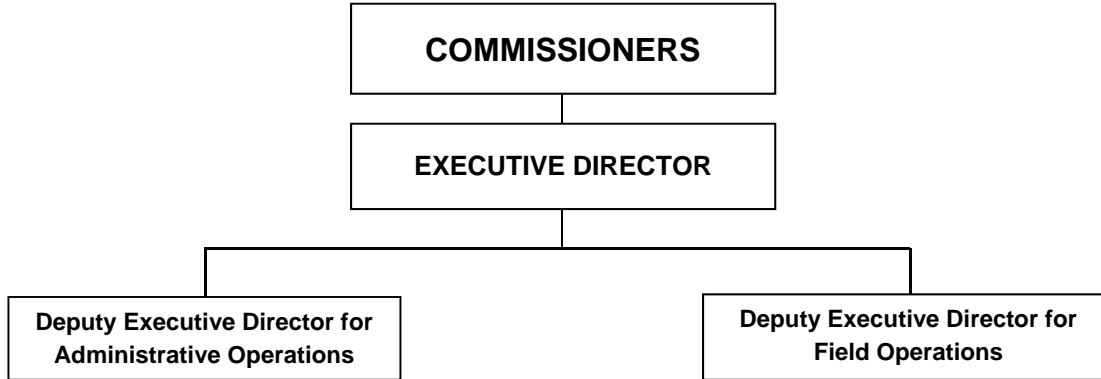 COMMISSIONERS
EXECUTIVE DIRECTOR
Deputy Executive Director for
Administrative Operations
Deputy Executive Director for
Field Operations